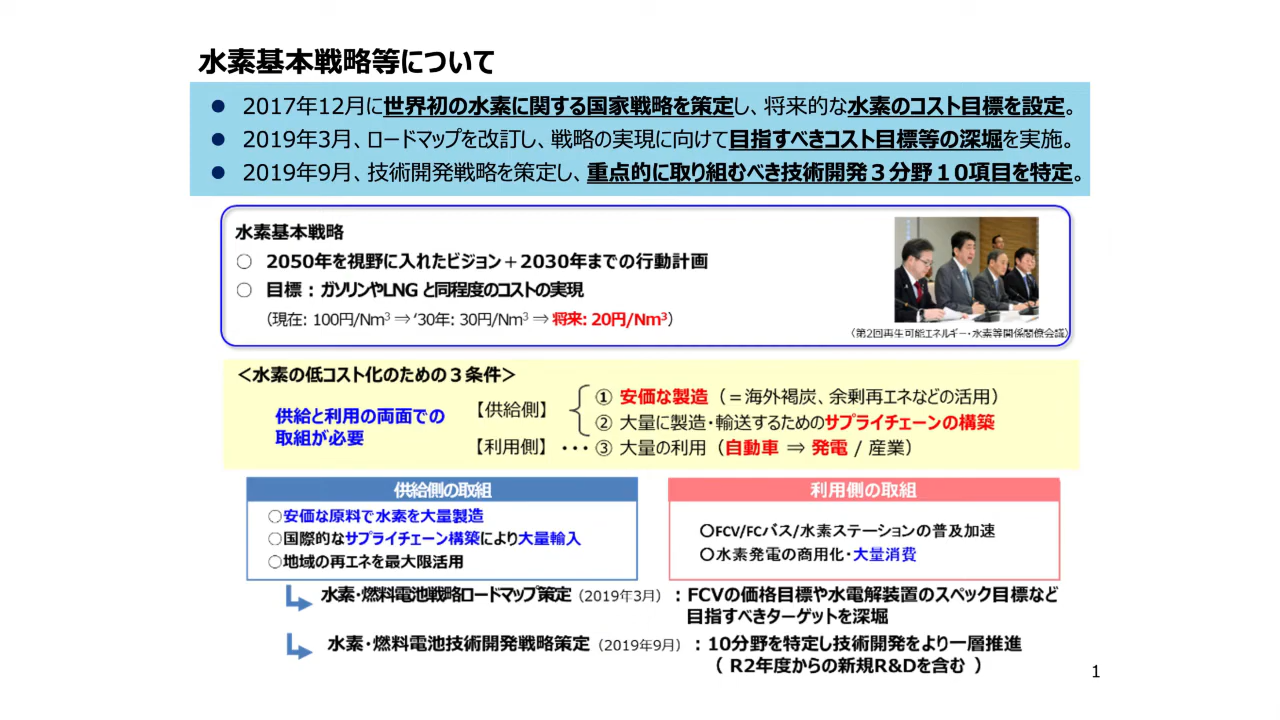 水素基本戦略等について
● 2017年12月に世界初の水素に関する国家戦略を策定し、将来的な水素のコスト目標を設定。
● 2019年3月、ロードマップを改訂し、戦略の実現に向けて目指すべきコスト目標等の深堀を実施。
● 2019年9月、技術開発戦略を策定し、重点的に取り組むべき技術開発３分野１０項目を特定。
水素基本戦略
○ 2050年を視野に入れたビジョン＋2030年までの行動計画
○ 目標：ガソリンやLNG と同程度のコストの実現
（現在: 100円/Nm³ ⇒ ‘30年: 30円/Nm³ ⇒ 将来: 20円/Nm³）
（第2回再生可能エネルギー・水素等関係閣僚会議）
＜水素の低コスト化のための３条件＞
供給と利用の両面での
取組が必要
【供給側】
① 安価な製造（＝海外褐炭、余剰再エネなどの活用）
② 大量に製造・輸送するためのサプライチェーンの構築
【利用側】・・・③ 大量の利用（自動車 ⇒ 発電 / 産業）
供給側の取組
○安価な原料で水素を大量製造
○国際的なサプライチェーン構築により大量輸入
○地域の再エネを最大限活用
利用側の取組
○FCV/FCバス/水素ステーションの普及加速
○水素発電の商用化・大量消費
水素・燃料電池戦略ロードマップ策定（2019年3月）：FCVの価格目標や水電解装置のスペック目標など
目指すべきターゲットを深堀
水素・燃料電池技術開発戦略策定（2019年9月）：10分野を特定し技術開発をより一層推進
（ R2年度からの新規R&Dを含む ）
1